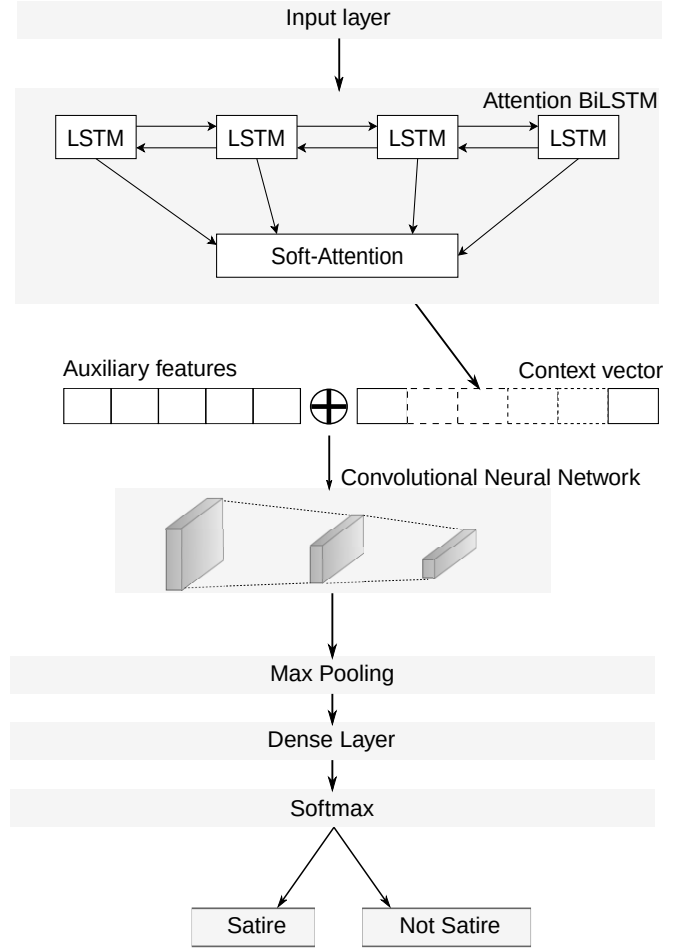 Input layer
Attention BiLSTM
LSTM LSTM LSTM LSTM
Soft-Attention
Auxiliary features Context vector
Convolutional Neural Network
Max Pooling
Dense Layer
Softmax
Satire Not Satire